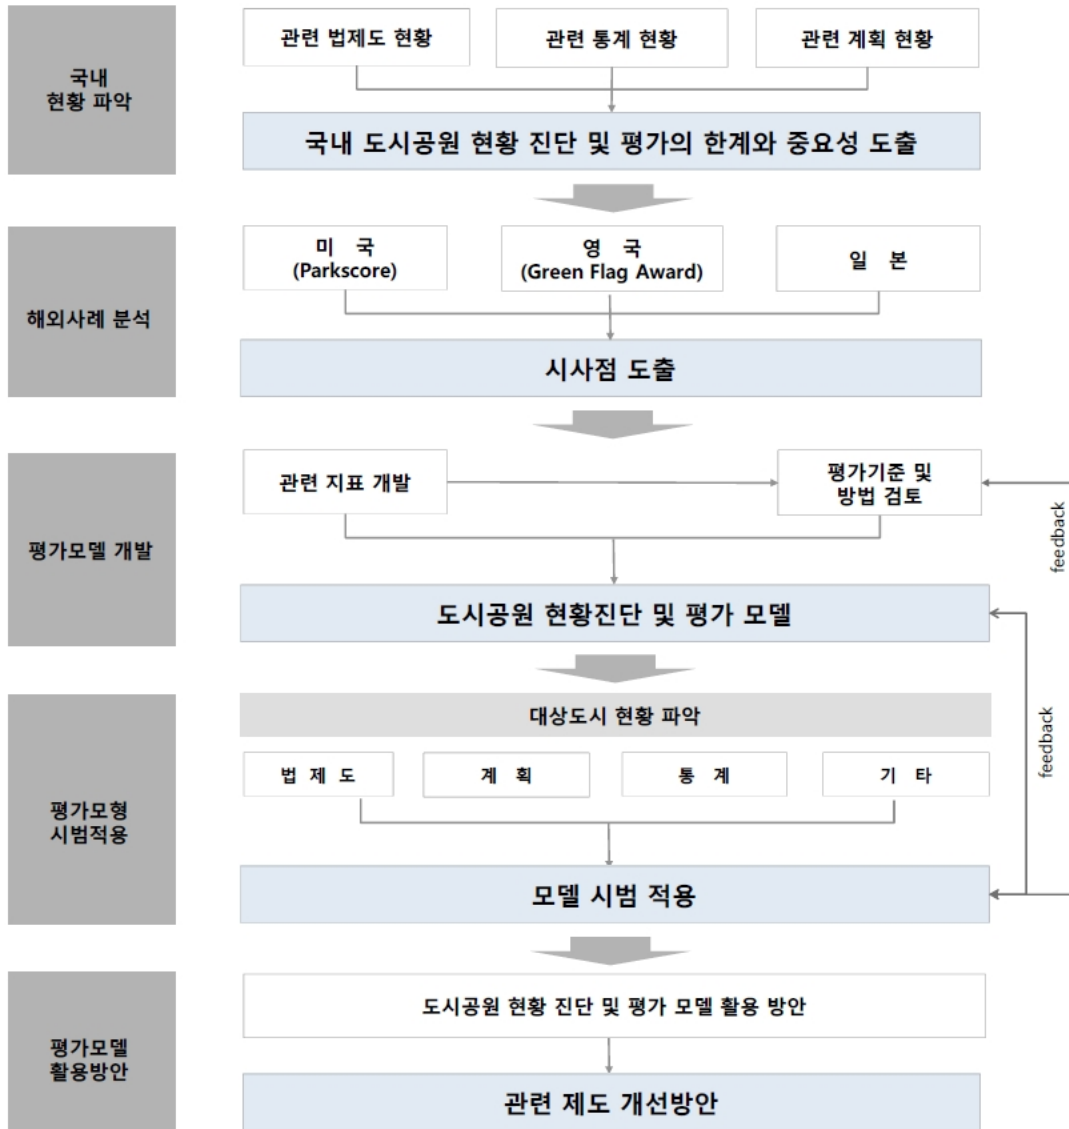 국내
현황 파악
관련 법제도 현황
관련 통계 현황
관련 계획 현황
국내 도시공원 현황 진단 및 평가의 한계와 중요성 도출
해외사례 분석
미 국
(Parkscore)
영 국
(Green Flag Award)
일 본
시사점 도출
평가모델 개발
관련 지표 개발
평가기준 및
방법 검토
feedback
도시공원 현황진단 및 평가 모델
평가모형
시범적용
대상도시 현황 파악
법 제 도
계 획
통 계
기 타
feedback
모델 시범 적용
평가모델
활용방안
도시공원 현황 진단 및 평가 모델 활용 방안
관련 제도 개선방안